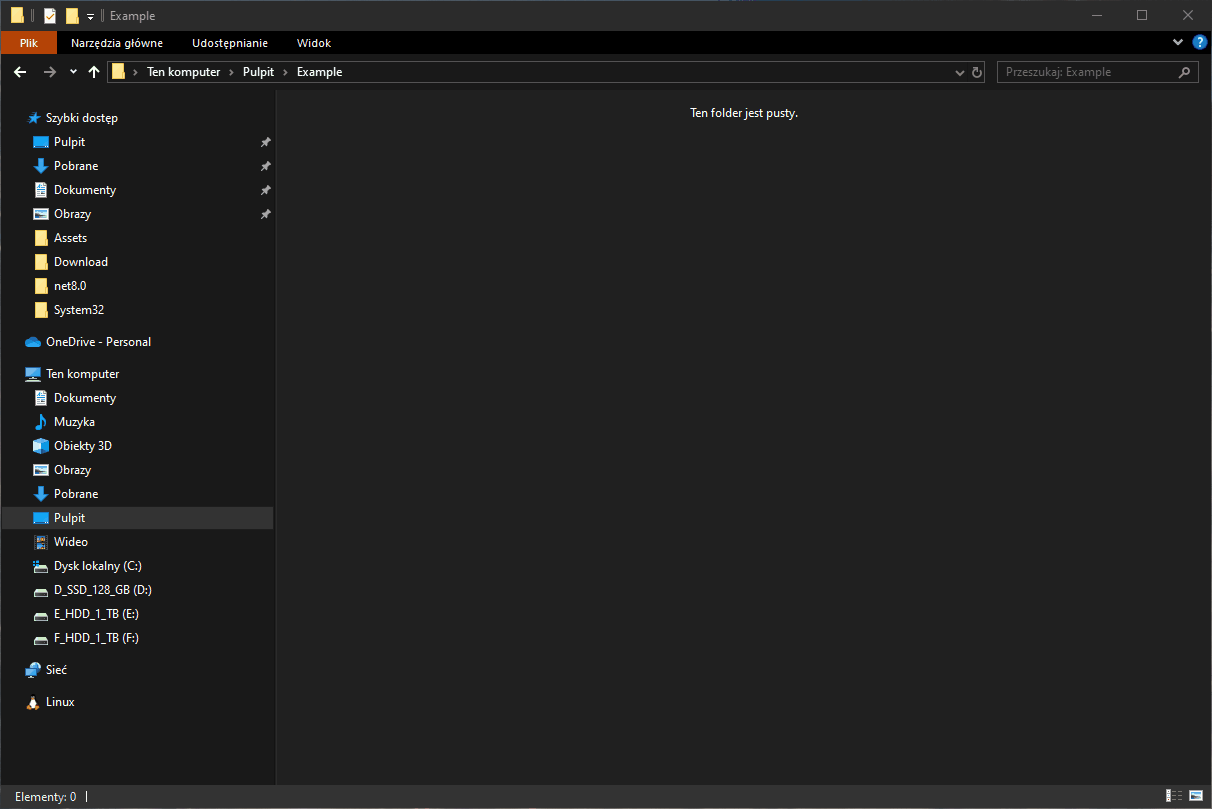 Example
Plik Narzędzia główne Udostępnianie Widok ?
Ten komputer Pulpit Example Przeszukaj: Example
Ten folder jest pusty.
Szybki dostęp
Pulpit
Pobrane
Dokumenty
Obrazy
Assets
Download
net8.0
System32
OneDrive - Personal
Ten komputer
Dokumenty
Muzyka
Obiekty 3D
Obrazy
Pobrane
Pulpit
Wideo
Dysk lokalny (C:)
D_SSD_128_GB (D:)
E_HDD_1_TB (E:)
F_HDD_1_TB (F:)
Sieć
Linux
Elementy: 0